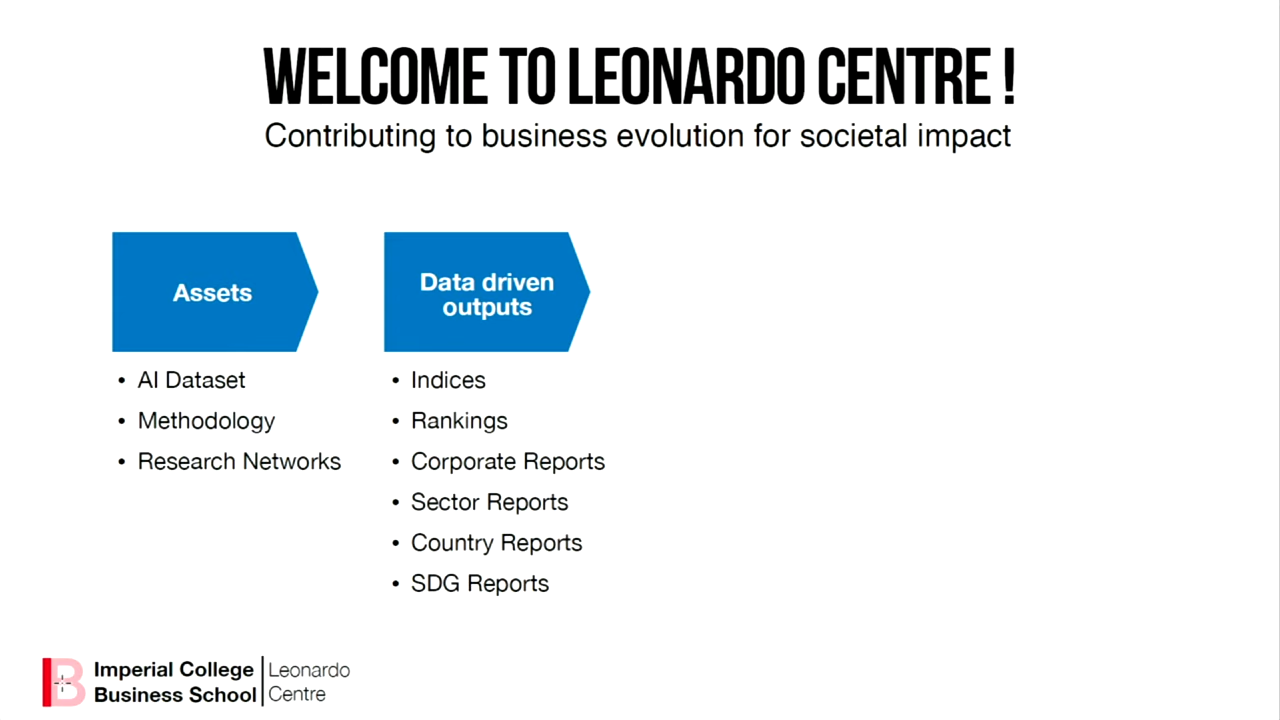 WELCOME TO LEONARDO CENTRE !
Contributing to business evolution for societal impact
Assets
• AI Dataset
• Methodology
• Research Networks
Data driven
outputs
• Indices
• Rankings
• Corporate Reports
• Sector Reports
• Country Reports
• SDG Reports
IB
Imperial College
Business School
Leonardo
Centre